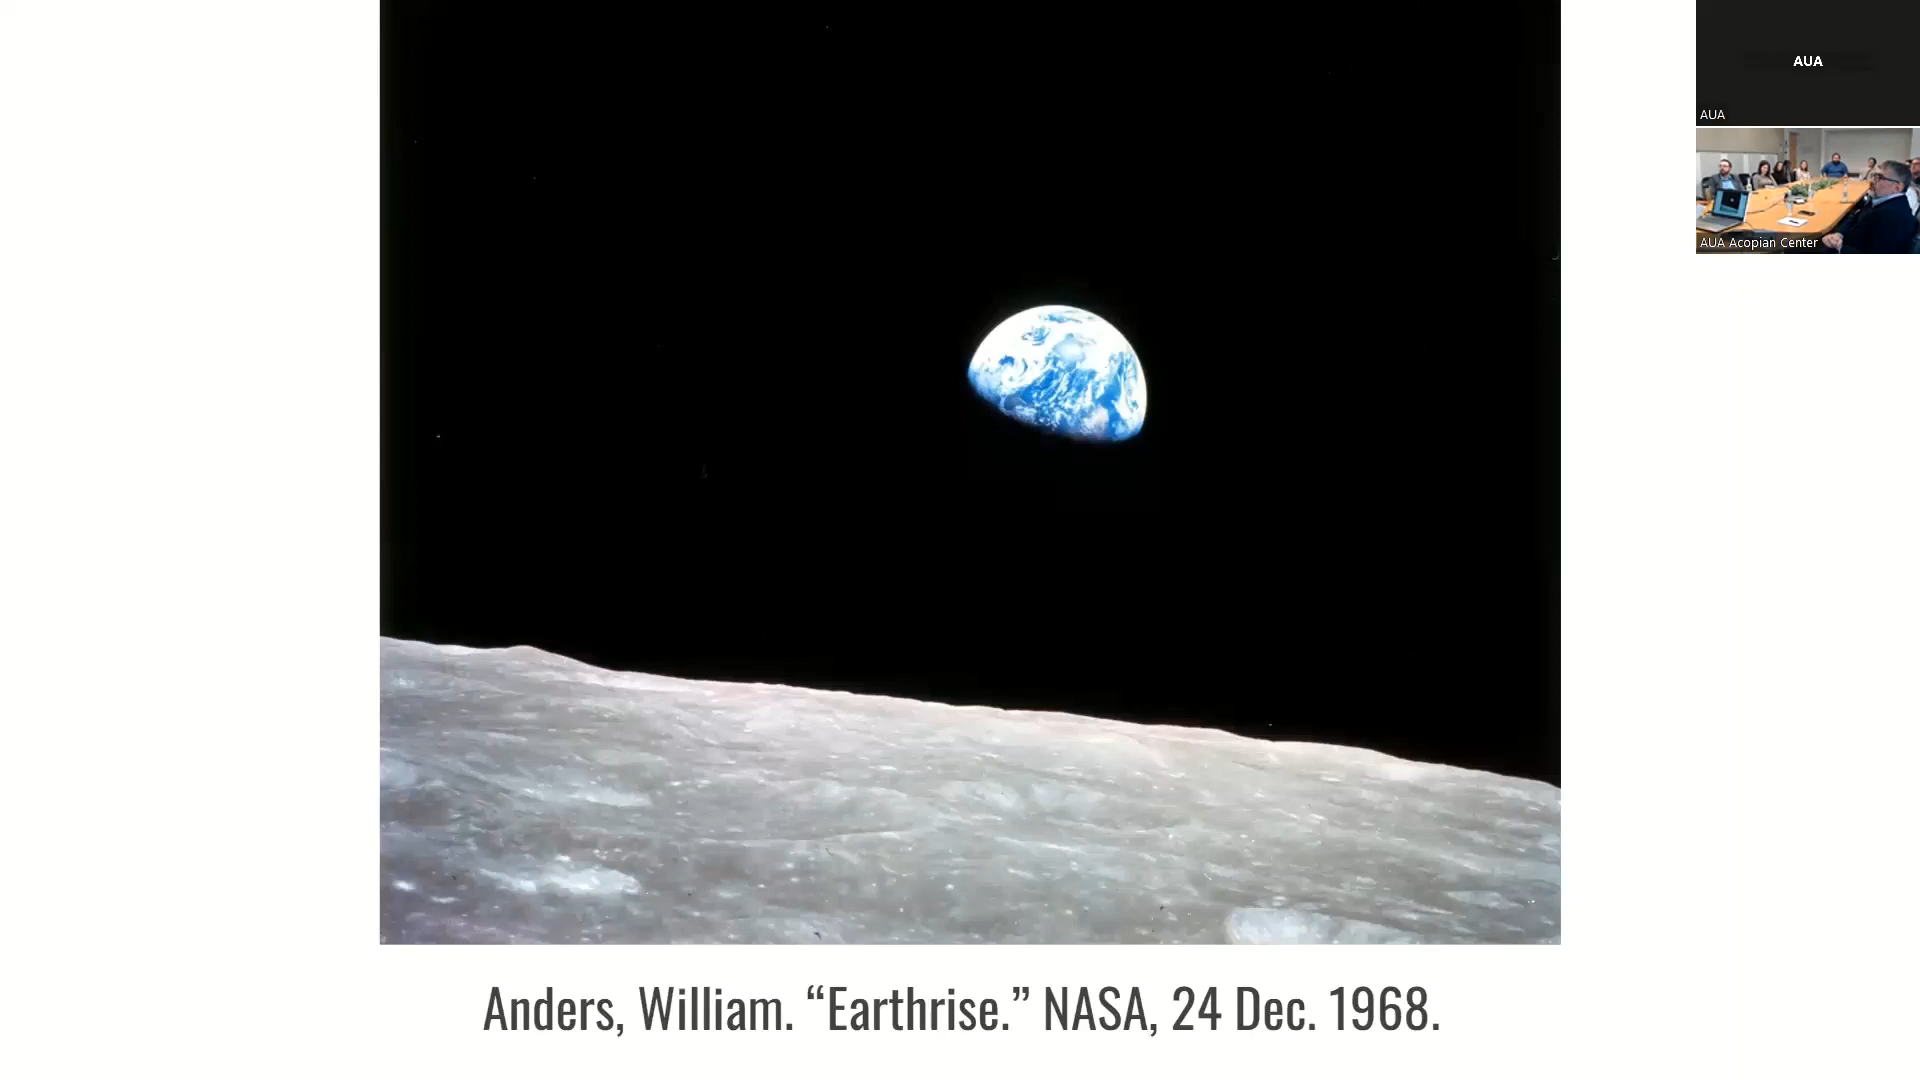 AUA
AUA
AUA Acopian Center
Anders, William. “Earthrise.” NASA, 24 Dec. 1968.